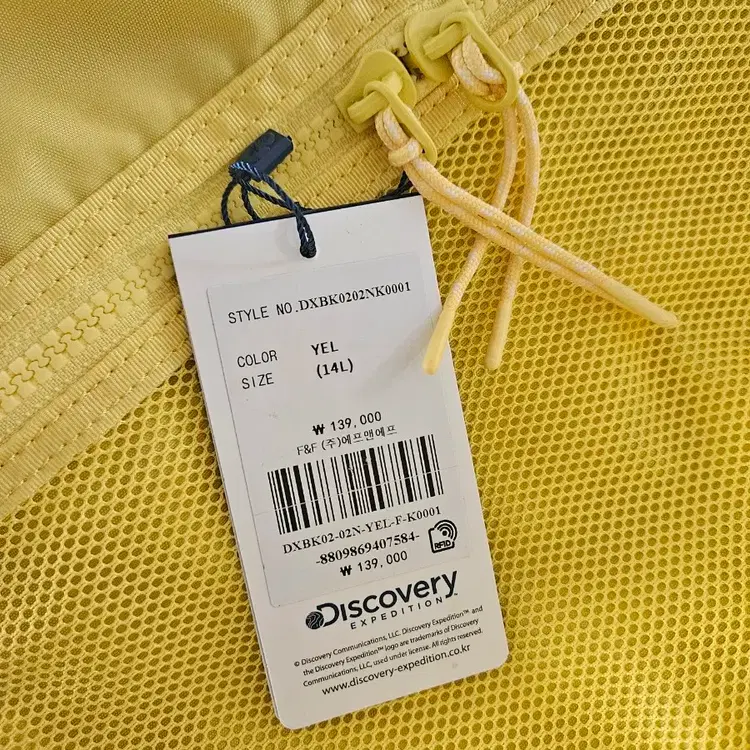 STYLE NO.DXBK0202NK0001
COLOR YEL
SIZE (14L)
₩ 139,000
F&F (주)에프앤에프
DXBK02-02N-YEL-F-K0001
-8809869407584-
RFID
₩ 139,000
Discovery
EXPEDITION™
© Discovery Communications, LLC. Discovery Expedition™ and
the Discovery Expedition™ logo are trademarks of Discovery
Communications, LLC, used under license. All rights reserved.
www.discovery-expedition.co.kr